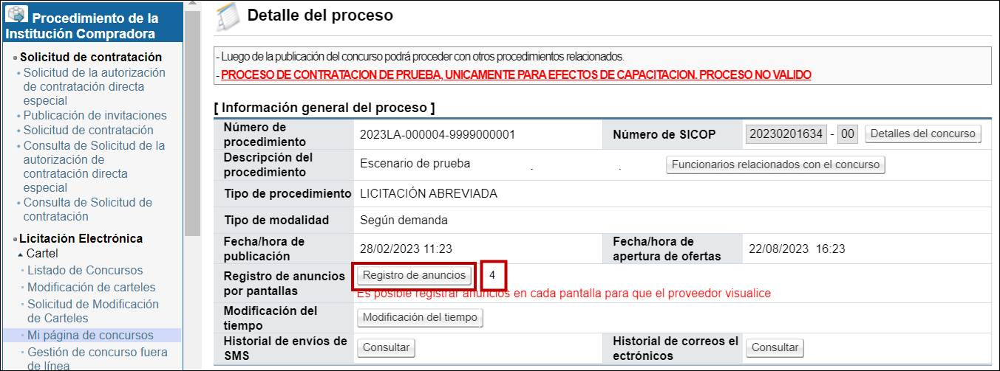 Procedimiento de la
Institución Compradora
Solicitud de contratación
Solicitud de la autorización
de contratación directa
especial
Publicación de invitaciones
Solicitud de contratación
Consulta de Solicitud de la
autorización de
contratación directa
especial
Consulta de Solicitud de
contratación
Licitación Electrónica
Cartel
Listado de Concursos
Modificación de carteles
Solicitud de Modificación
de Carteles
Mi página de concursos
Gestión de concurso fuera
de línea
Detalle del proceso
- Luego de la publicación del concurso podrá proceder con otros procedimientos relacionados.
- PROCESO DE CONTRATACION DE PRUEBA, UNICAMENTE PARA EFECTOS DE CAPACITACION. PROCESO NO VALIDO
[ Información general del proceso ]
Número de
procedimiento
2023LA-000004-9999000001
Número de SICOP
20230201634 - 00 Detalles del concurso
Descripción del
procedimiento
Escenario de prueba
Funcionarios relacionados con el concurso
Tipo de procedimiento
LICITACIÓN ABREVIADA
Tipo de modalidad
Según demanda
Fecha/hora de
publicación
28/02/2023 11:23
Fecha/hora de
apertura de ofertas
22/08/2023 16:23
Registro de anuncios
por pantallas
Registro de anuncios 4
Es posible registrar anuncios en cada pantalla para que el proveedor visualice
Modificación del
tiempo
Modificación del tiempo
Historial de envíos de
SMS
Consultar
Historial de correos el
ectrónicos
Consultar